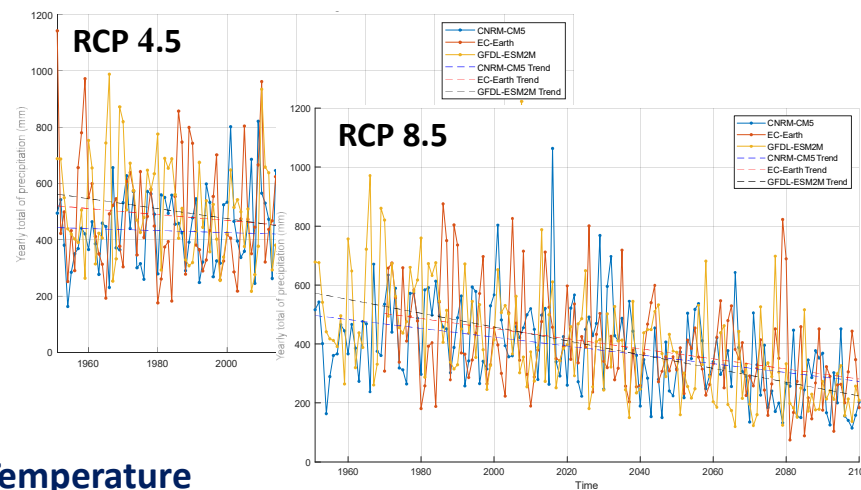 RCP 4.5
1200
1000
800
600
400
200
0
1960
1980
2000
Yearly total of precipitation (mm)
CNRM-CM5
EC-Earth
GFDL-ESM2M
CNRM-CM5 Trend
EC-Earth Trend
GFDL-ESM2M Trend
RCP 8.5
1200
1000
800
600
400
200
0
1960
1980
2000
2020
2040
2060
2080
210
Yearly total of precipitation (mm)
Time
CNRM-CM5
EC-Earth
GFDL-ESM2M
CNRM-CM5 Trend
EC-Earth Trend
GFDL-ESM2M Trend
Temperature